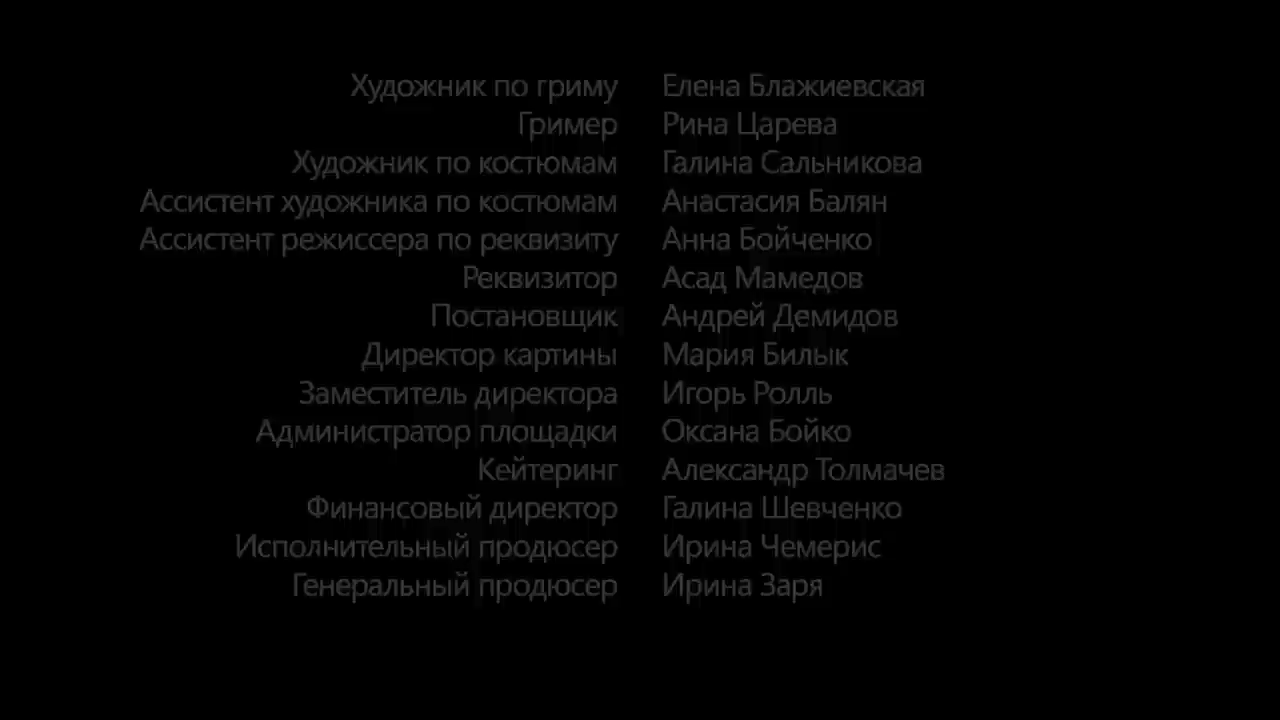 Художник по гриму Елена Блажиевская
Гример Рина Царева
Художник по костюмам Галина Сальникова
Ассистент художника по костюмам Анастасия Балян
Ассистент режиссера по реквизиту Анна Бойченко
Реквизитор Асад Мамедов
Постановщик Андрей Демидов
Директор картины Мария Билык
Заместитель директора Игорь Ролль
Администратор площадки Оксана Бойко
Кейтеринг Александр Толмачев
Финансовый директор Галина Шевченко
Исполнительный продюсер Ирина Чемерис
Генеральный продюсер Ирина Заря